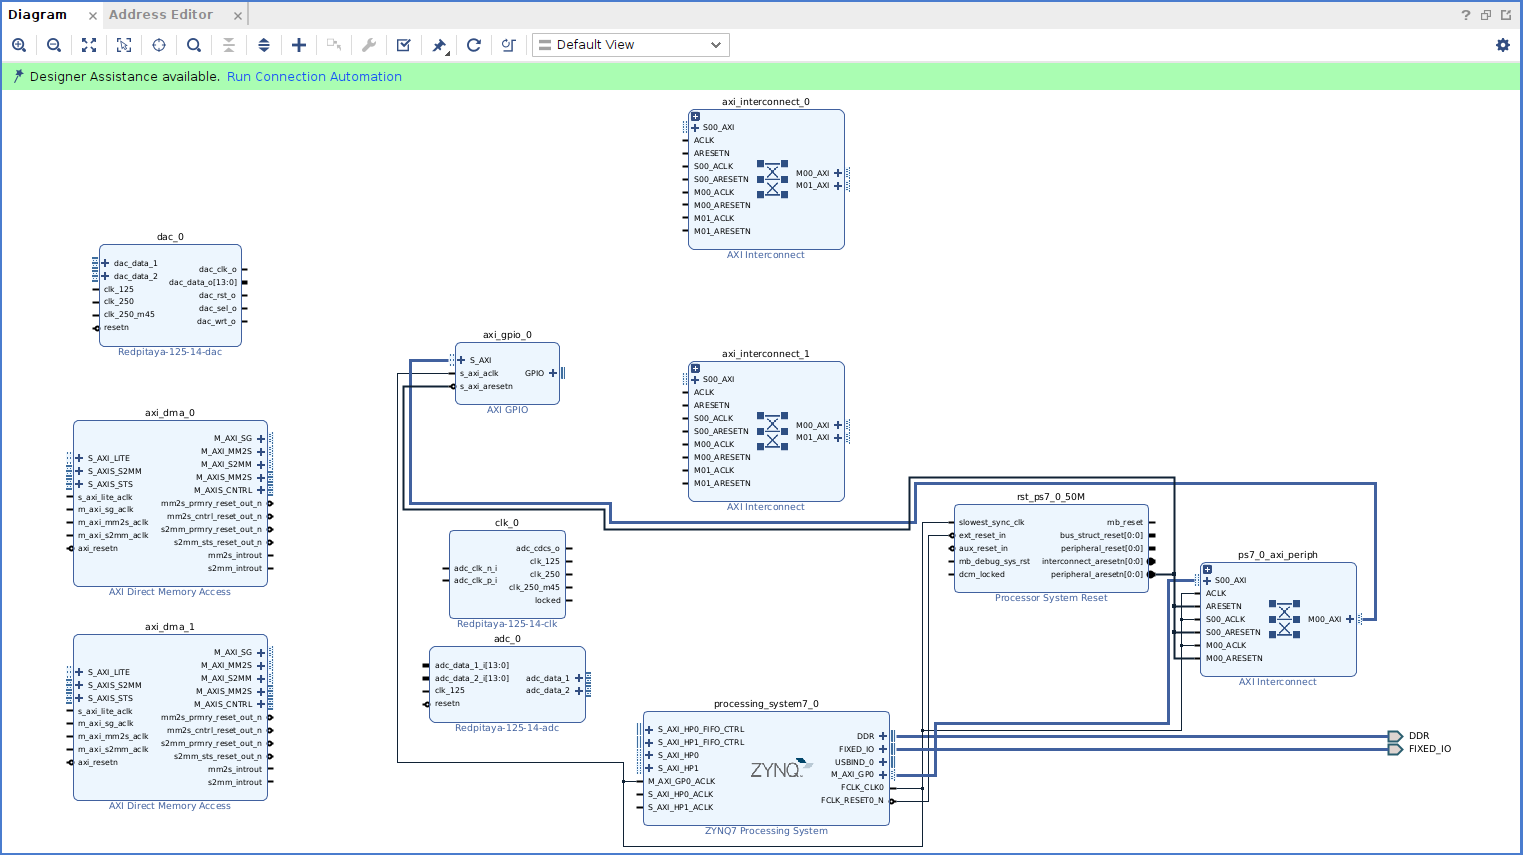 Diagram
Address Editor
Default View
Designer Assistance available. Run Connection Automation
axi_interconnect_0
S00_AXI
ACLK
ARESETN
S00_ACLK
S00_ARESETN
M00_ACLK
M00_ARESETN
M01_ACLK
M01_ARESETN
M00_AXI
M01_AXI
AXI Interconnect
dac_0
dac_data_1
dac_data_2
clk_125
clk_250
clk_250_m45
resetn
dac_clk_o
dac_data_o[13:0]
dac_rst_o
dac_sel_o
dac_wrt_o
Redpitaya-125-14-dac
axi_gpio_0
S_AXI
s_axi_aclk
s_axi_aresetn
GPIO
AXI GPIO
axi_interconnect_1
S00_AXI
ACLK
ARESETN
S00_ACLK
S00_ARESETN
M00_ACLK
M00_ARESETN
M01_ACLK
M01_ARESETN
M00_AXI
M01_AXI
AXI Interconnect
axi_dma_0
S_AXI_LITE
S_AXIS_S2MM
S_AXIS_STS
s_axi_lite_aclk
m_axi_sg_aclk
m_axi_mm2s_aclk
m_axi_s2mm_aclk
axi_resetn
M_AXI_SG
M_AXI_MM2S
M_AXI_S2MM
M_AXIS_MM2S
M_AXIS_CNTRL
mm2s_prmry_reset_out_n
mm2s_cntrl_reset_out_n
s2mm_prmry_reset_out_n
s2mm_sts_reset_out_n
mm2s_introut
s2mm_introut
AXI Direct Memory Access
clk_0
adc_clk_n_i
adc_clk_p_i
adc_cdcs_o
clk_125
clk_250
clk_250_m45
locked
Redpitaya-125-14-clk
rst_ps7_0_50M
slowest_sync_clk
ext_reset_in
aux_reset_in
mb_debug_sys_rst
dcm_locked
mb_reset
bus_struct_reset[0:0]
peripheral_reset[0:0]
interconnect_aresetn[0:0]
peripheral_aresetn[0:0]
Processor System Reset
ps7_0_axi_periph
S00_AXI
ACLK
ARESETN
S00_ACLK
S00_ARESETN
M00_ACLK
M00_ARESETN
M00_AXI
AXI Interconnect
axi_dma_1
S_AXI_LITE
S_AXIS_S2MM
S_AXIS_STS
s_axi_lite_aclk
m_axi_sg_aclk
m_axi_mm2s_aclk
m_axi_s2mm_aclk
axi_resetn
M_AXI_SG
M_AXI_MM2S
M_AXI_S2MM
M_AXIS_MM2S
M_AXIS_CNTRL
mm2s_prmry_reset_out_n
mm2s_cntrl_reset_out_n
s2mm_prmry_reset_out_n
s2mm_sts_reset_out_n
mm2s_introut
s2mm_introut
AXI Direct Memory Access
adc_0
adc_data_1_i[13:0]
adc_data_2_i[13:0]
clk_125
resetn
adc_data_1
adc_data_2
Redpitaya-125-14-adc
processing_system7_0
S_AXI_HP0_FIFO_CTRL
S_AXI_HP1_FIFO_CTRL
S_AXI_HP0
S_AXI_HP1
M_AXI_GP0_ACLK
S_AXI_HP0_ACLK
S_AXI_HP1_ACLK
ZYNQ
DDR
FIXED_IO
USBIND_0
M_AXI_GP0
FCLK_CLK0
FCLK_RESET0_N
ZYNQ7 Processing System
DDR
FIXED_IO